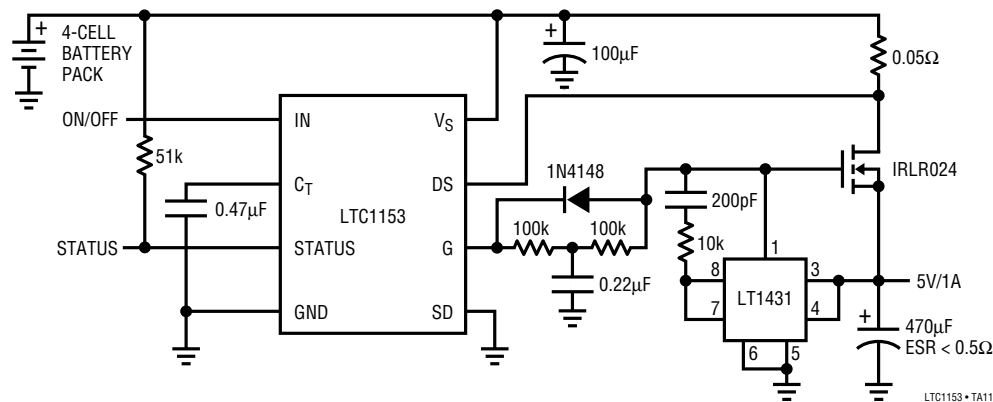 +
4-CELL
BATTERY
PACK
+
100µF
0.05Ω
ON/OFF
51k
IN
VS
CT
DS
0.47µF
LTC1153
1N4148
IRLR024
200pF
STATUS
STATUS
G
100k
100k
10k
1
0.22µF
8
3
5V/1A
LT1431
7
4
GND
SD
+
470µF
ESR < 0.5Ω
6
5
LTC1153 • TA11